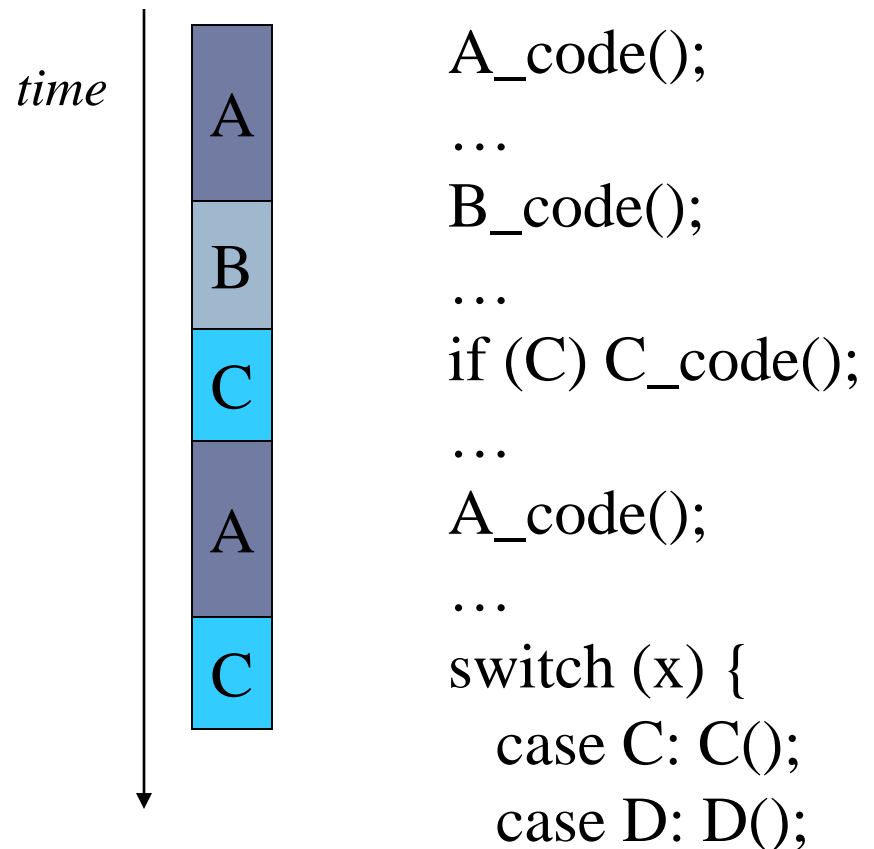 time
A
B
C
A
C
A_code();
…
B_code();
…
if (C) C_code();
…
A_code();
…
switch (x) {
case C: C();
case D: D();